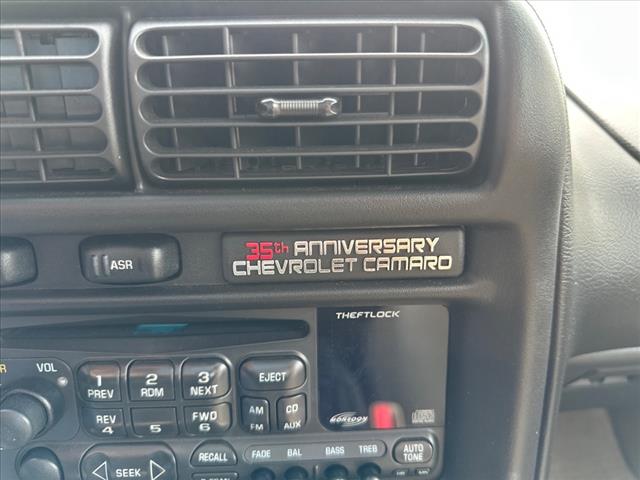 35th ANNIVERSARY
CHEVROLET CAMARO
ASR
THEFTLOCK
VOL
1
PREV
2
RDM
3
NEXT
EJECT
REV
4
5
FWD
6
AM
FM
CD
AUX
MONSOON
RECALL
FADE BAL BASS TREB
AUTO
TONE
SEEK